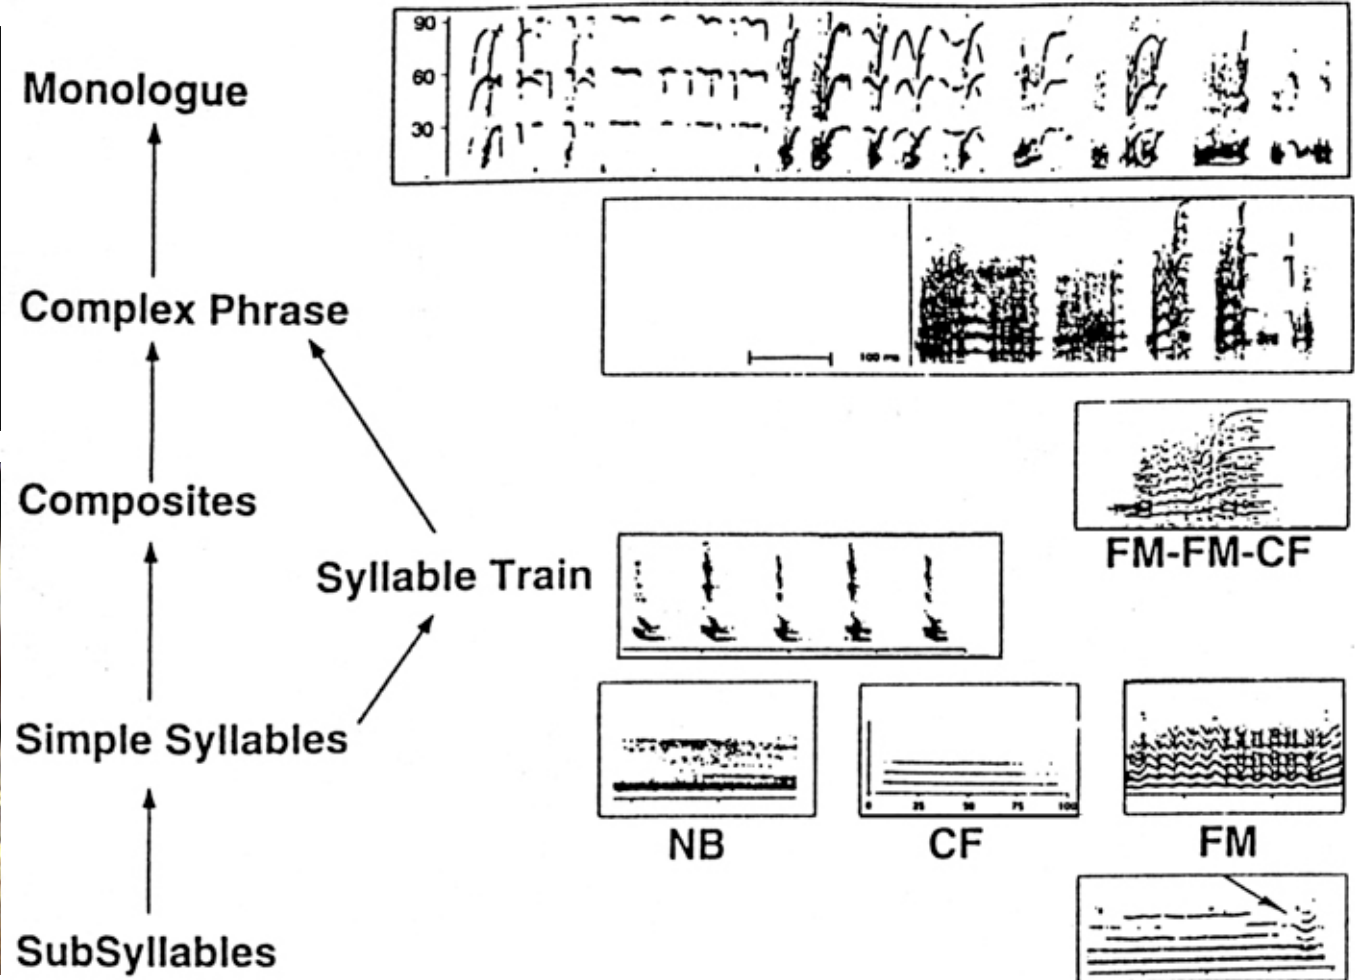 90
Monologue
60
30
Complex Phrase
100 ms
Composites
FM-FM-CF
Syllable Train
Simple Syllables
0 25 50 75 100
NB CF FM
SubSyllables